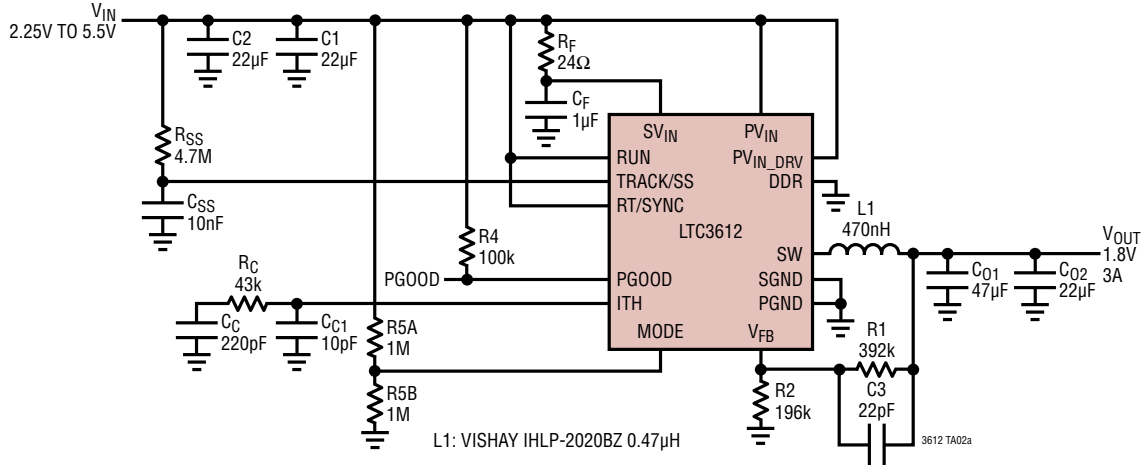 VIN
2.25V TO 5.5V
C2
22µF
C1
22µF
RF
24Ω
CF
1µF
RSS
4.7M
CSS
10nF
SVIN
PVIN
RUN
PVIN_DRV
TRACK/SS
DDR
RT/SYNC
LTC3612
L1
470nH
SW
VOUT
1.8V
3A
R4
100k
PGOOD
PGOOD
SGND
ITH
PGND
MODE
VFB
CO1
47µF
CO2
22µF
RC
43k
CC
220pF
CC1
10pF
R5A
1M
R5B
1M
R1
392k
C3
22pF
R2
196k
L1: VISHAY IHLP-2020BZ 0.47µH
3612 TA02a